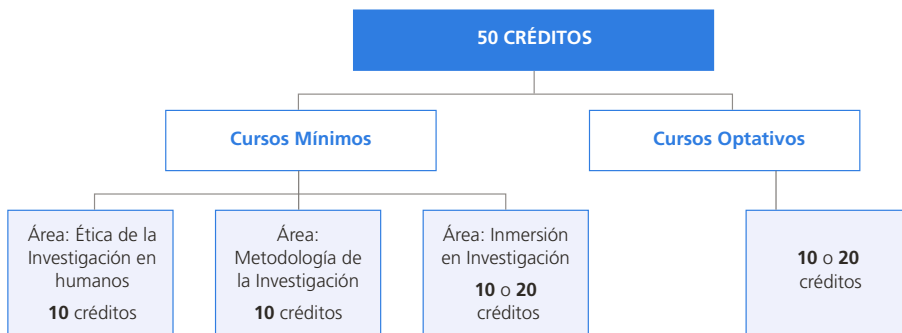 50 CRÉDITOS
Cursos Mínimos
Cursos Optativos
Área: Ética de la
Investigación en
humanos
10 créditos
Área:
Metodología de
la Investigación
10 créditos
Área: Inmersión
en Investigación
10 o 20
créditos
10 o 20
créditos